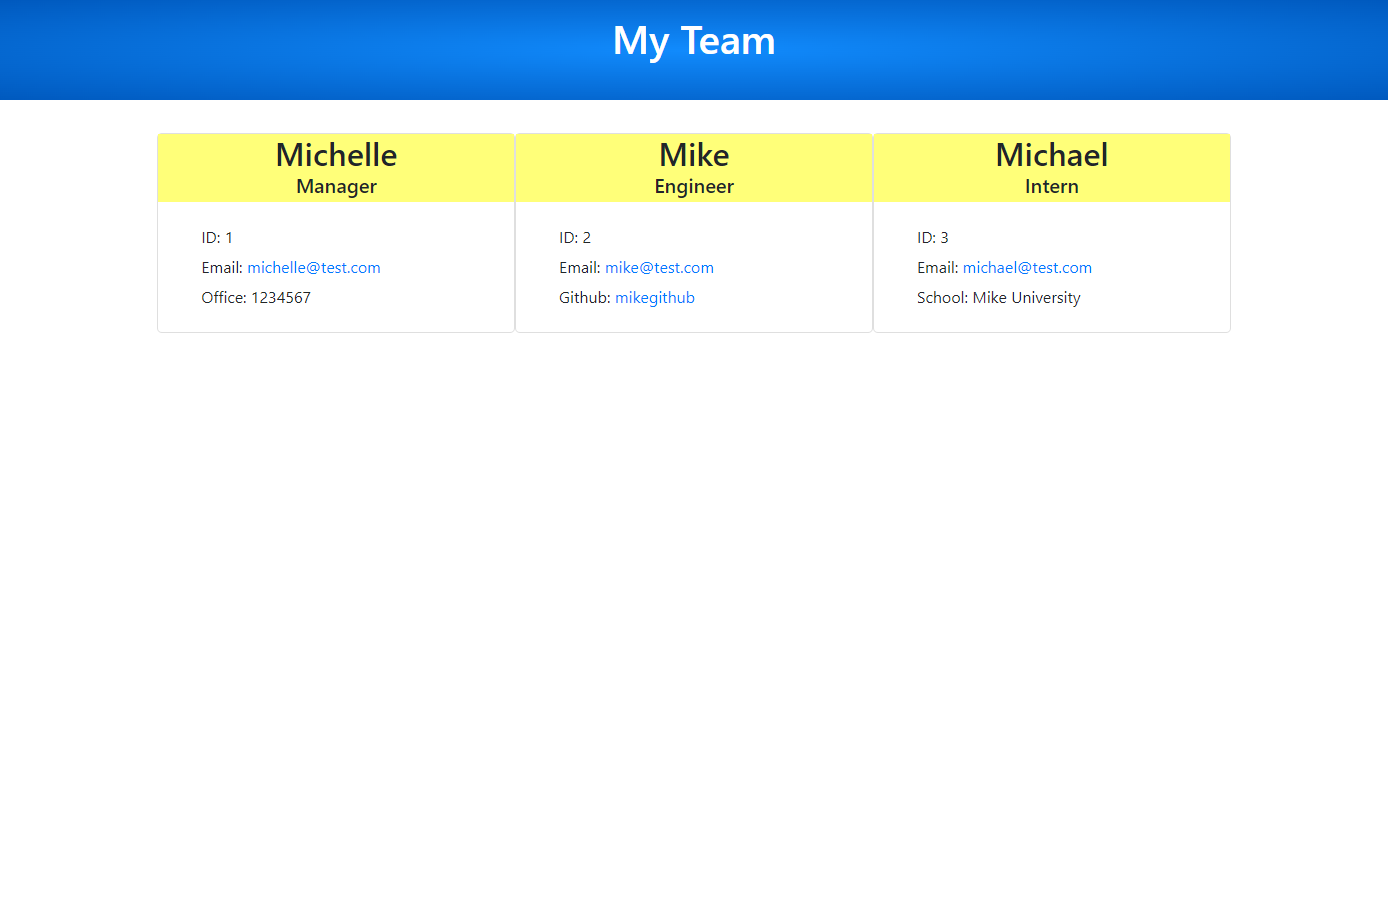 My Team
Michelle
Manager
ID: 1
Email: michelle@test.com
Office: 1234567
Mike
Engineer
ID: 2
Email: mike@test.com
Github: mikegithub
Michael
Intern
ID: 3
Email: michael@test.com
School: Mike University